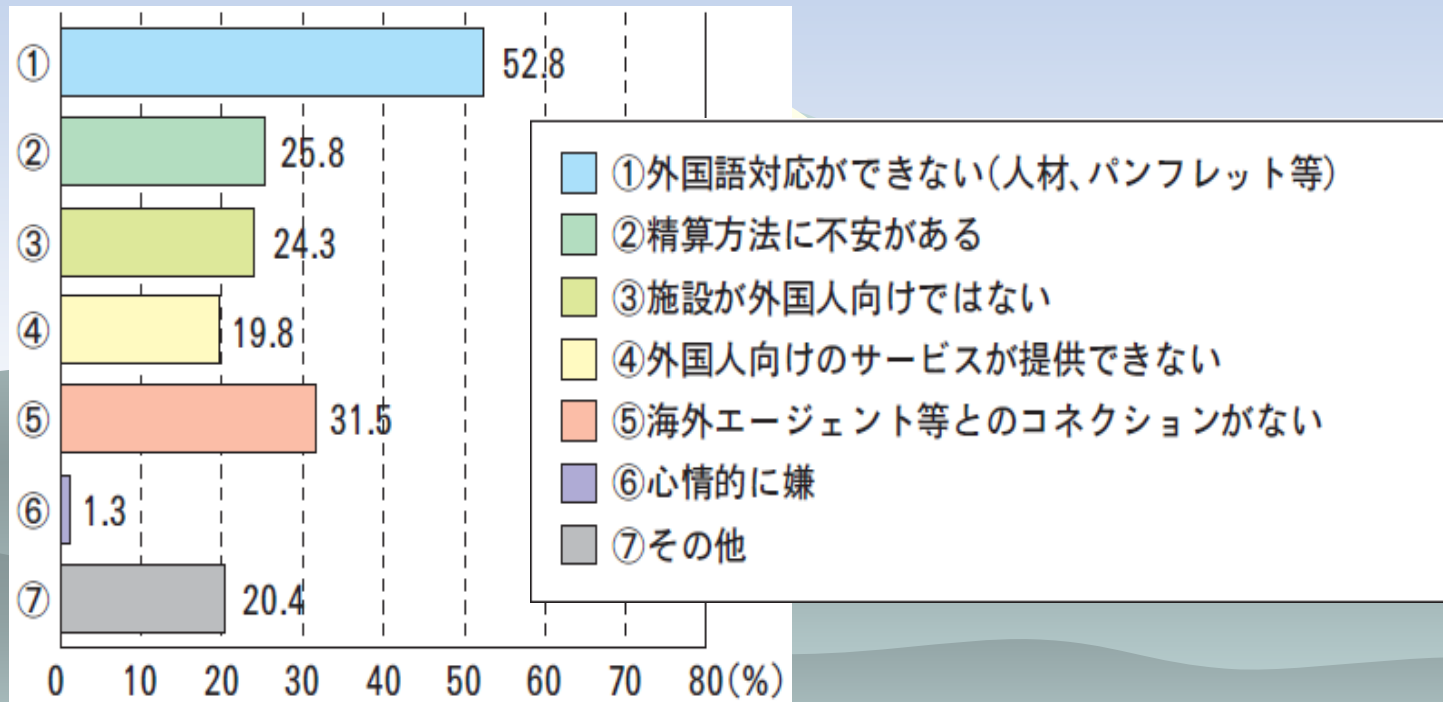 ① 52.8
② 25.8
③ 24.3
④ 19.8
⑤ 31.5
⑥ 1.3
⑦ 20.4
0 10 20 30 40 50 60 70 80(%)
①外国語対応ができない(人材、パンフレット等)
②精算方法に不安がある
③施設が外国人向けではない
④外国人向けのサービスが提供できない
⑤海外エージェント等とのコネクションがない
⑥心情的に嫌
⑦その他